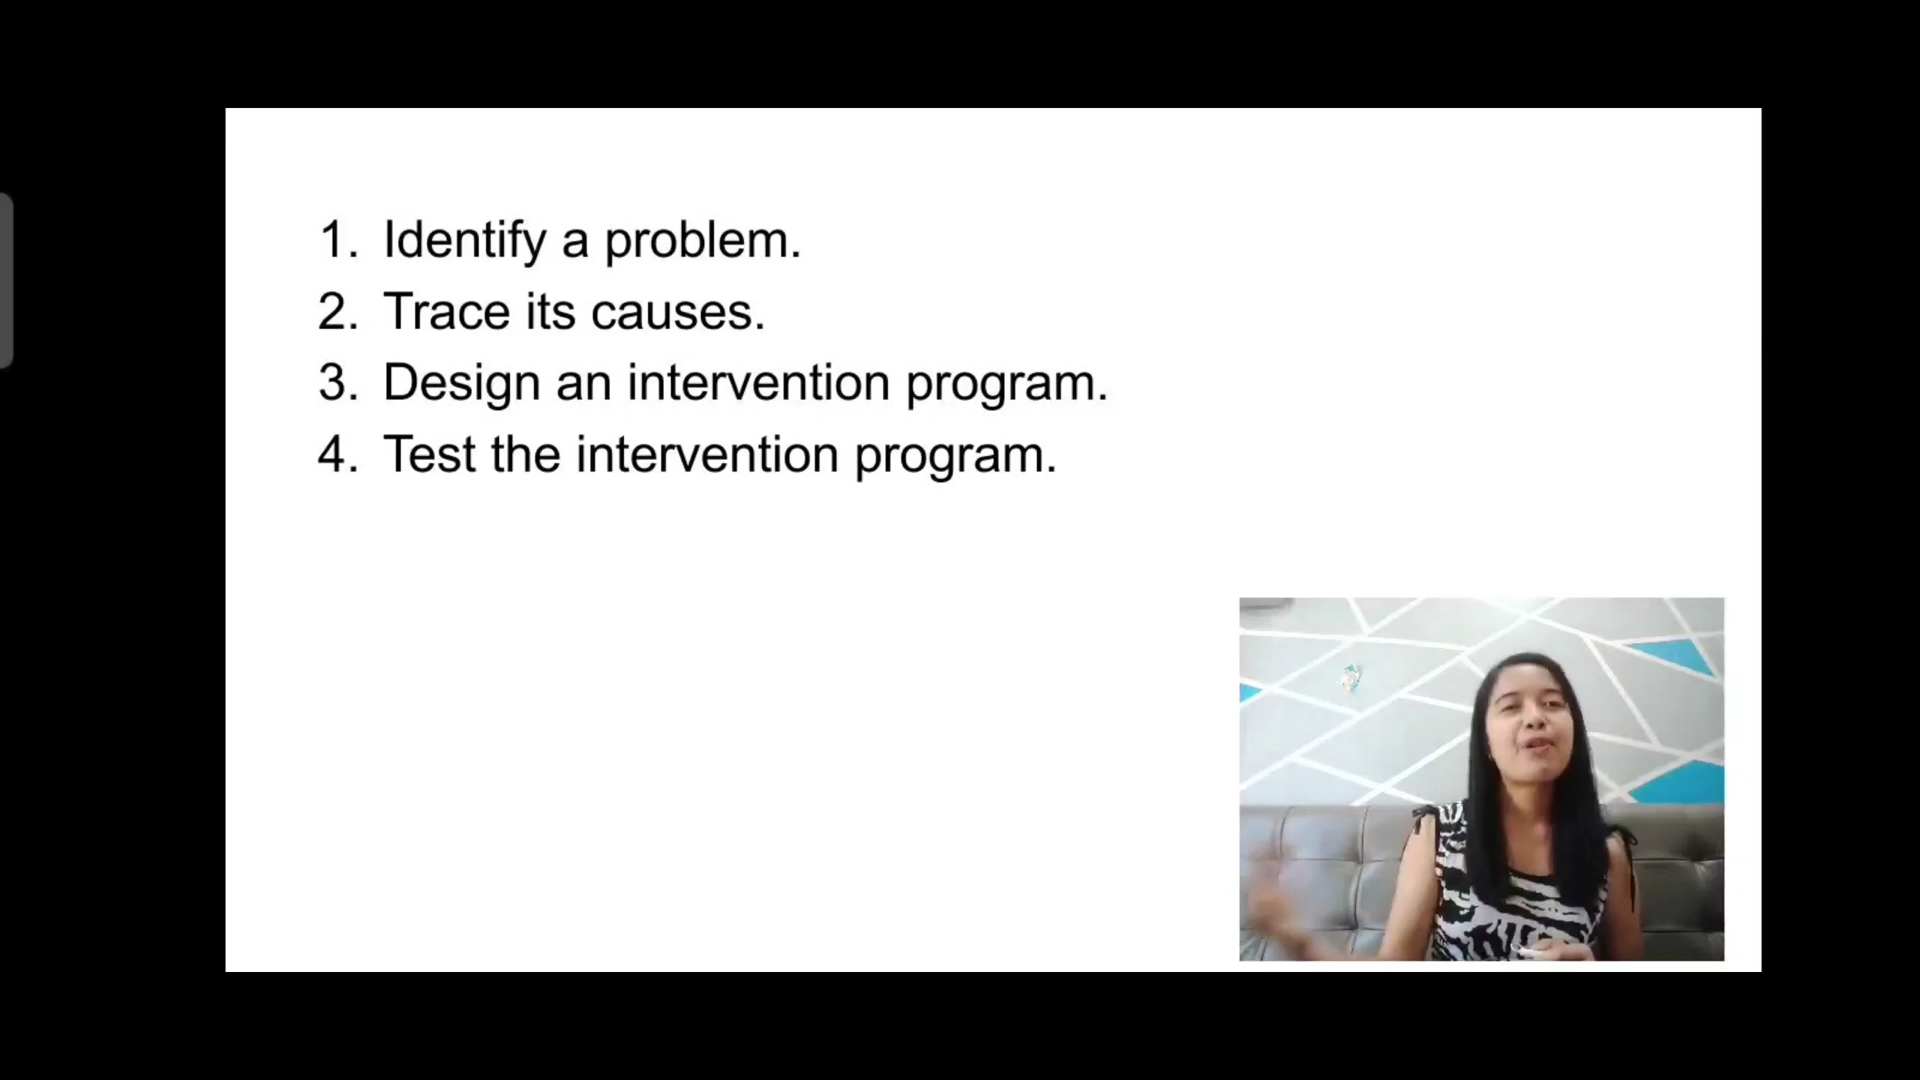 1. Identify a problem.
2. Trace its causes.
3. Design an intervention program.
4. Test the intervention program.